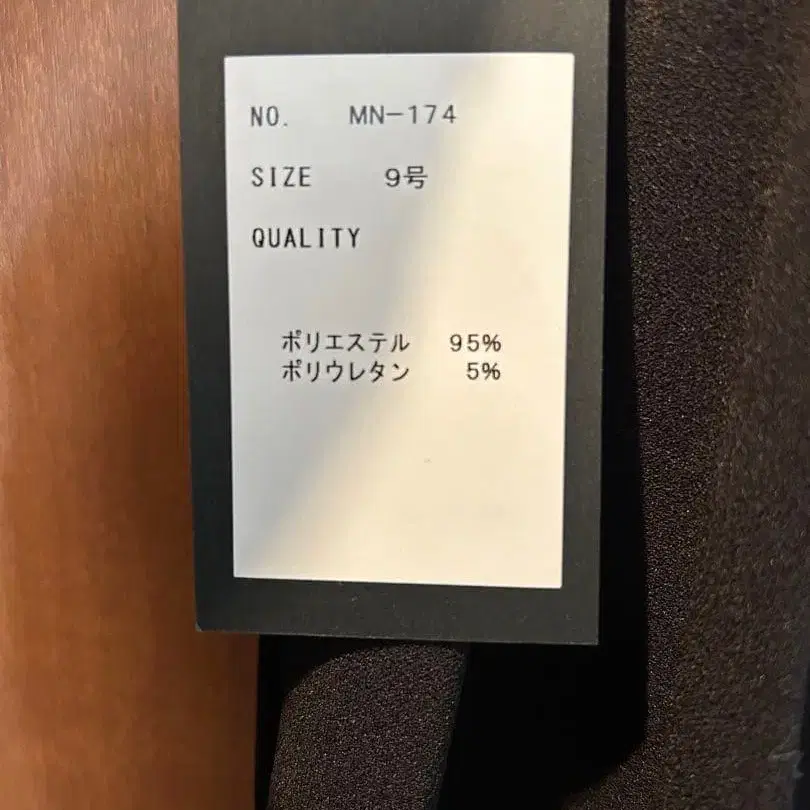 NO. MN-174
SIZE 9号
QUALITY
ポリエステル 95%
ポリウレタン 5%